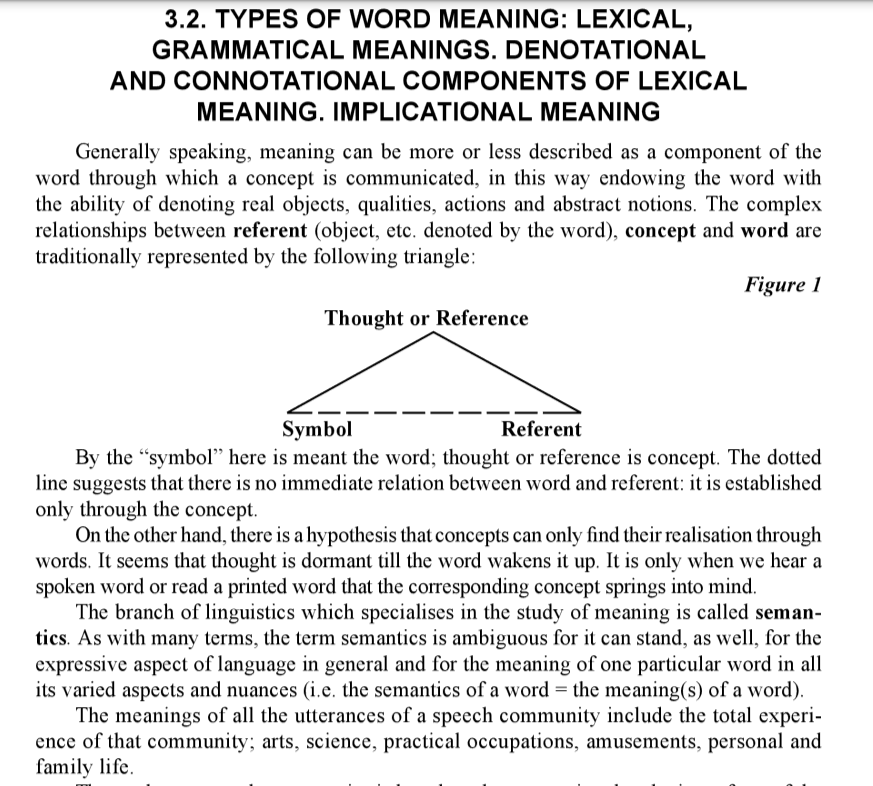 3.2. TYPES OF WORD MEANING: LEXICAL,
GRAMMATICAL MEANINGS. DENOTATIONAL
AND CONNOTATIONAL COMPONENTS OF LEXICAL
MEANING. IMPLICATIONAL MEANING
Generally speaking, meaning can be more or less described as a component of the
word through which a concept is communicated, in this way endowing the word with
the ability of denoting real objects, qualities, actions and abstract notions. The complex
relationships between referent (object, etc. denoted by the word), concept and word are
traditionally represented by the following triangle:
Figure 1
Thought or Reference
Symbol Referent
By the “symbol” here is meant the word; thought or reference is concept. The dotted
line suggests that there is no immediate relation between word and referent: it is established
only through the concept.
On the other hand, there is a hypothesis that concepts can only find their realisation through
words. It seems that thought is dormant till the word wakens it up. It is only when we hear a
spoken word or read a printed word that the corresponding concept springs into mind.
The branch of linguistics which specialises in the study of meaning is called seman-
tics. As with many terms, the term semantics is ambiguous for it can stand, as well, for the
expressive aspect of language in general and for the meaning of one particular word in all
its varied aspects and nuances (i.e. the semantics of a word = the meaning(s) of a word).
The meanings of all the utterances of a speech community include the total experi-
ence of that community; arts, science, practical occupations, amusements, personal and
family life.